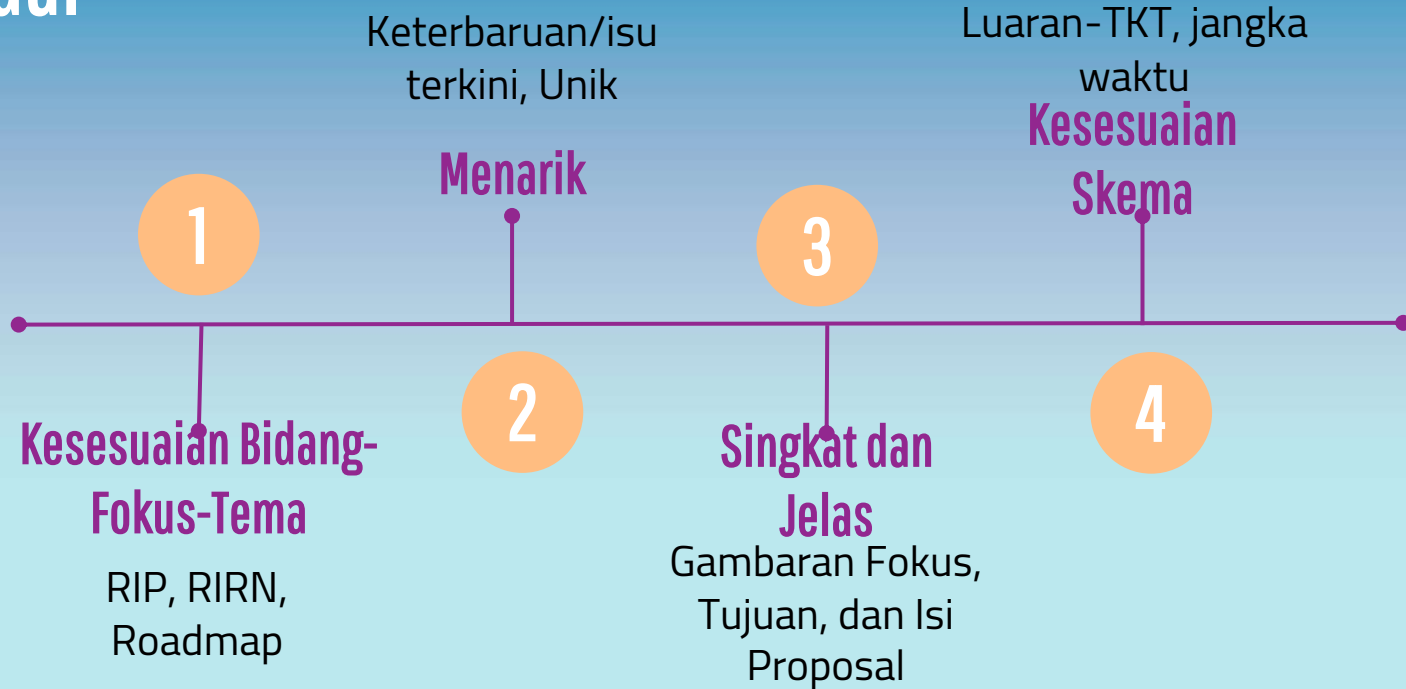 Keterbaruan/isu
terkini, Unik
Menarik
Luaran-TKT, jangka
waktu
Kesesuaian
Skema
1
3
2
4
Kesesuaian Bidang-
Fokus-Tema
RIP, RIRN,
Roadmap
Singkat dan
Jelas
Gambaran Fokus,
Tujuan, dan Isi
Proposal